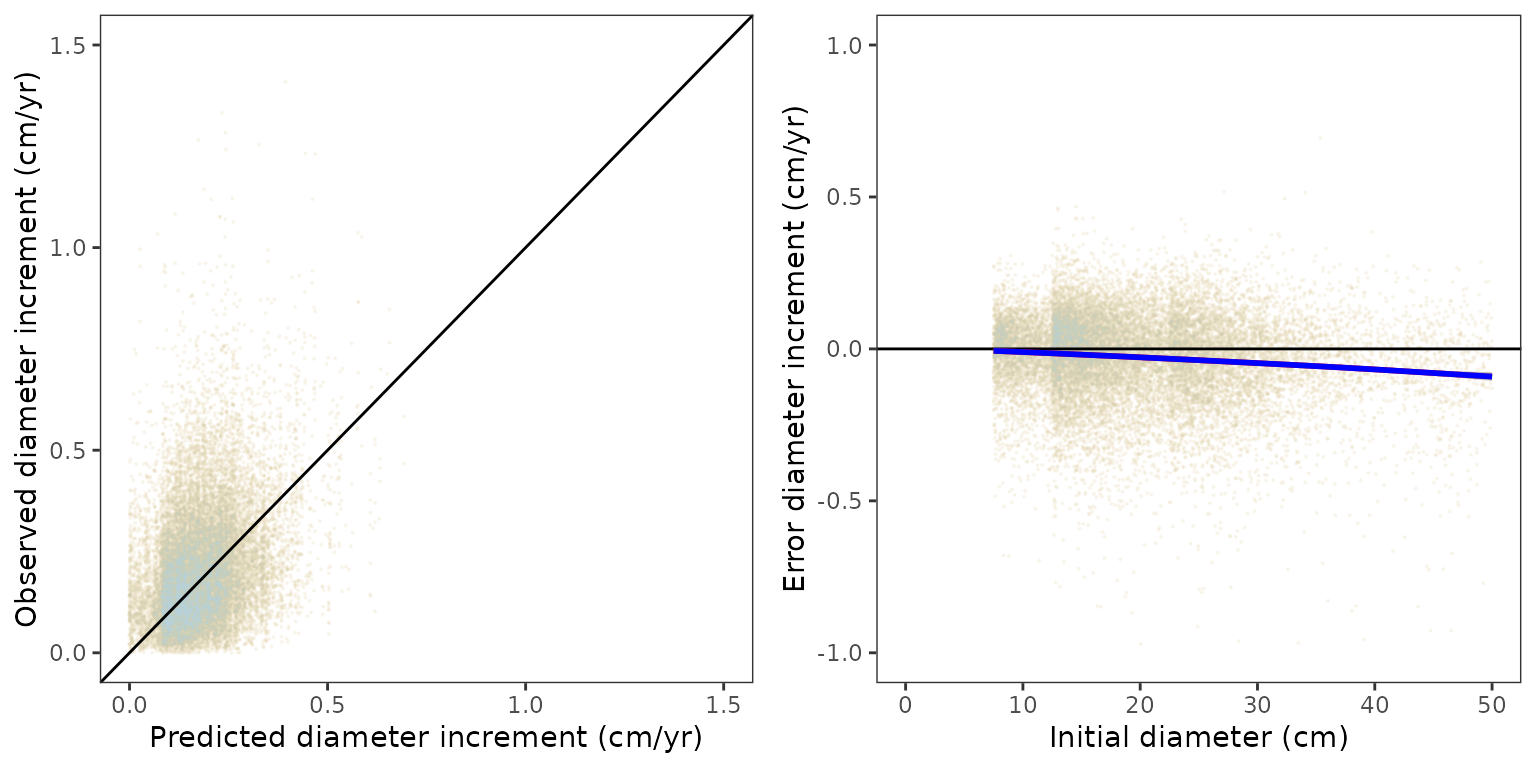 Observed diameter increment (cm/yr)
1.5
1.0
0.5
0.0
0.0 0.5 1.0 1.5
Predicted diameter increment (cm/yr)
Error diameter increment (cm/yr)
1.0
0.5
0.0
-0.5
-1.0
0 10 20 30 40 50
Initial diameter (cm)